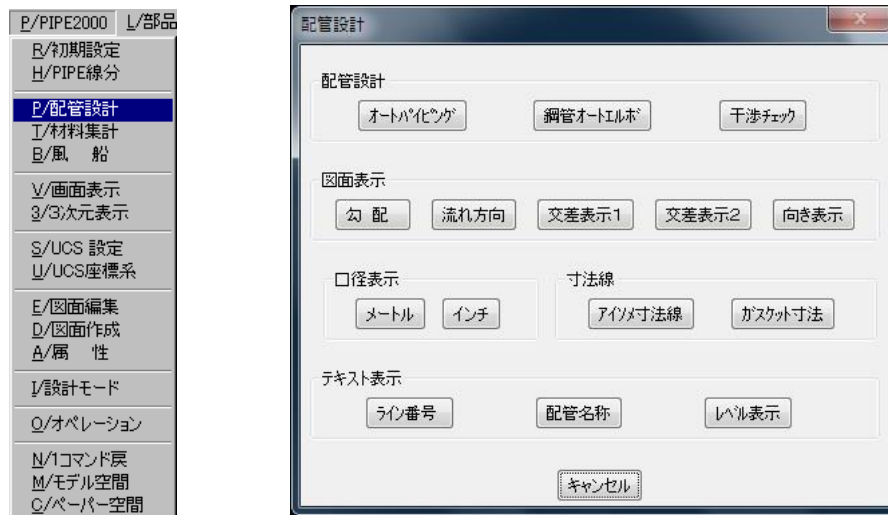 P/PIPE2000 L/部品
R/初期設定
H/PIPE線分
P/配管設計
T/材料集計
B/風 船
V/画面表示
3/3次元表示
S/UCS 設定
U/UCS座標系
E/図面編集
D/図面作成
A/属 性
I/設計モード
O/オペレーション
N/1コマンド戻
M/モデル空間
C/ペーパー空間
配管設計
配管設計
オートパイピング 鋼管オートエルボ 干渉チェック
図面表示
勾 配 流れ方向 交差表示1 交差表示2 向き表示
口径表示 寸法線
メートル インチ アイソメ寸法線 ガスケット寸法
テキスト表示
ライン番号 配管名称 レベル表示
キャンセル